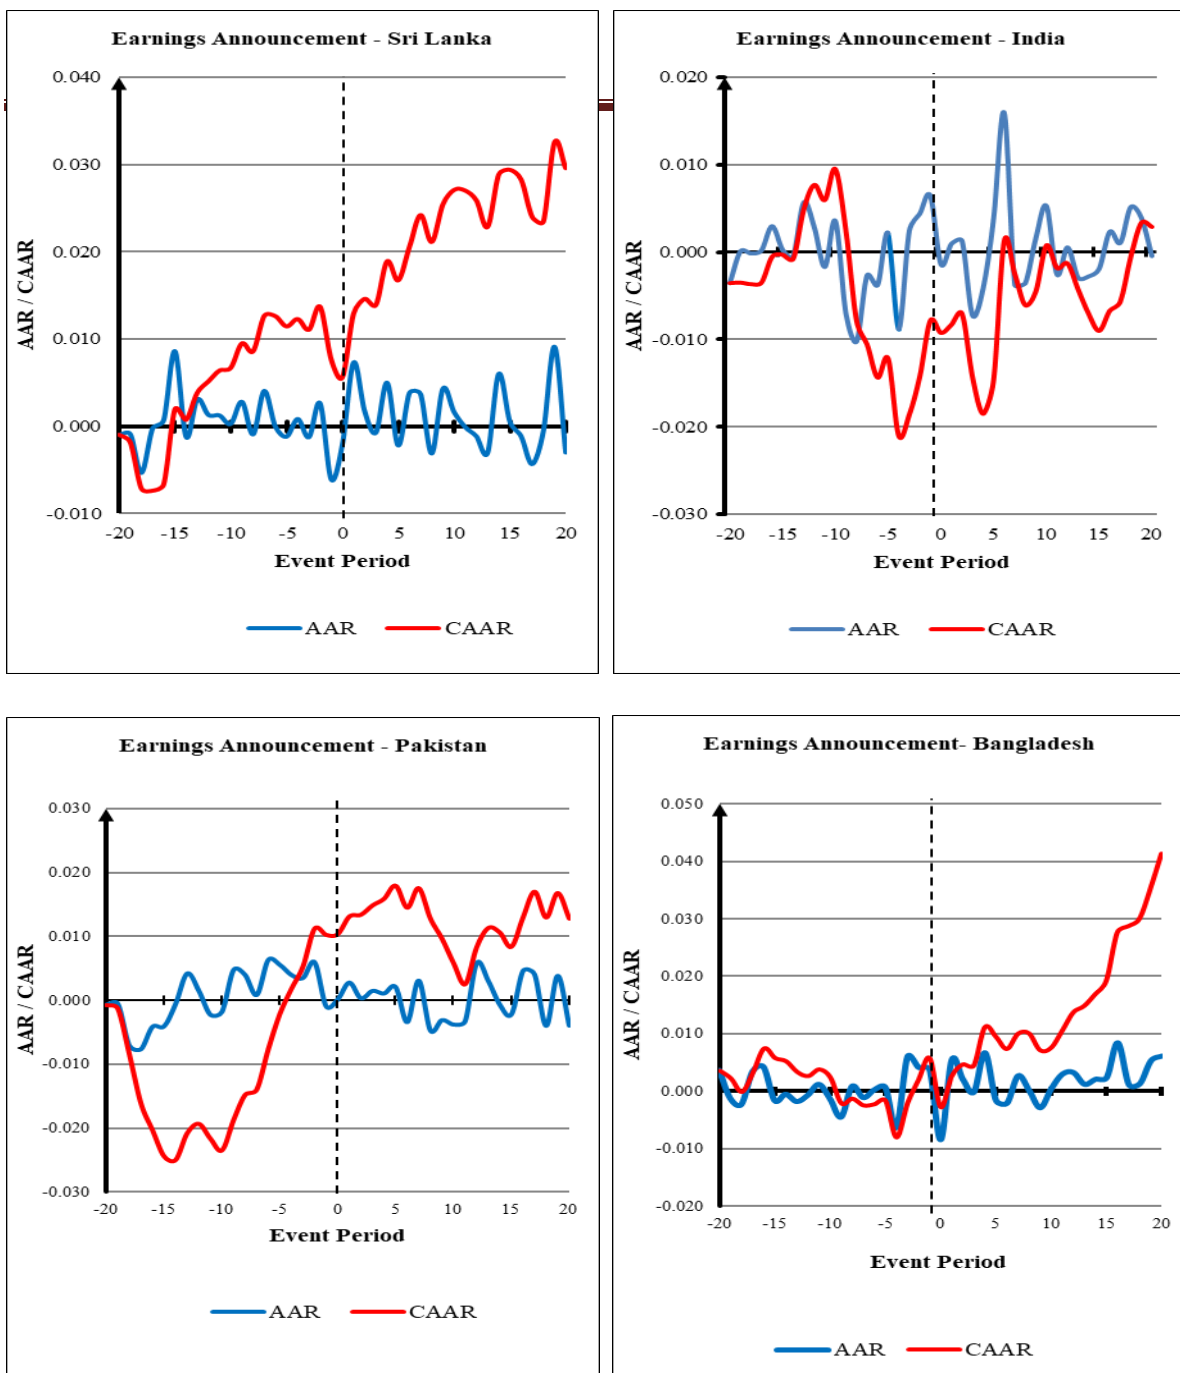 Earnings Announcement - Sri Lanka
0.040
0.030
0.020
0.010
0.000
-0.010
AAR / CAAR
-20 -15 -10 -5 0 5 10 15 20
Event Period
AAR CAAR
Earnings Announcement - India
0.020
0.010
0.000
-0.010
-0.020
-0.030
AAR / CAAR
-20 -15 -10 -5 0 5 10 15 20
Event Period
AAR CAAR
Earnings Announcement - Pakistan
0.030
0.020
0.010
0.000
-0.010
-0.020
-0.030
AAR / CAAR
-20 -15 -10 -5 0 5 10 15 20
Event Period
AAR CAAR
Earnings Announcement- Bangladesh
0.050
0.040
0.030
0.020
0.010
0.000
-0.010
-0.020
AAR / CAAR
-20 -15 -10 -5 0 5 10 15 20
Event Period
AAR CAAR